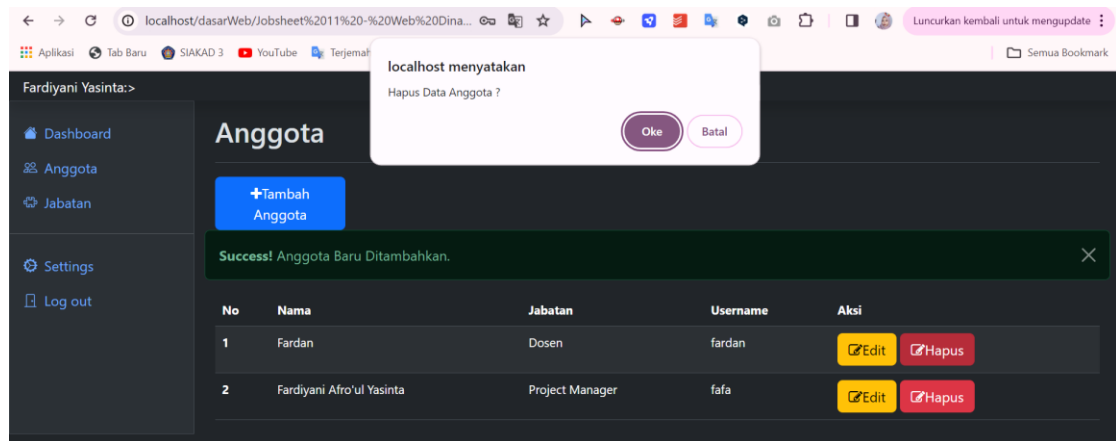 localhost/dasarWeb/Jobsheet%2011%20-%20Web%20Dina...
Luncurkan kembali untuk mengupdate
Aplikasi Tab Baru SIAKAD 3 YouTube Terjemah
Semua Bookmark
localhost menyatakan
Hapus Data Anggota ?
Oke Batal
Fardiyani Yasinta:>
Dashboard
Anggota
Jabatan
Settings
Log out
Anggota
+Tambah
Anggota
Success! Anggota Baru Ditambahkan.
No Nama Jabatan Username Aksi
1 Fardan Dosen fardan Edit Hapus
2 Fardiyani Afro'ul Yasinta Project Manager fafa Edit Hapus